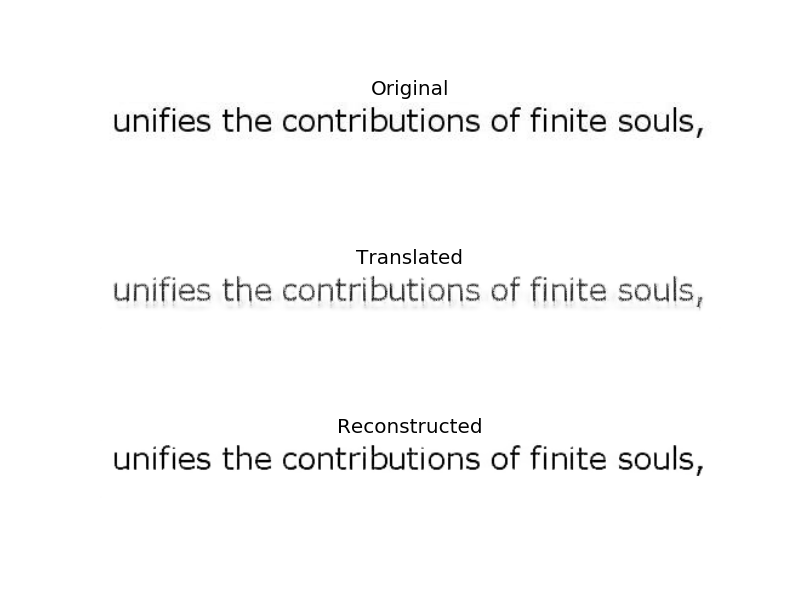 Original
unifies the contributions of finite souls,
Translated
unifies the contributions of finite souls,
Reconstructed
unifies the contributions of finite souls,